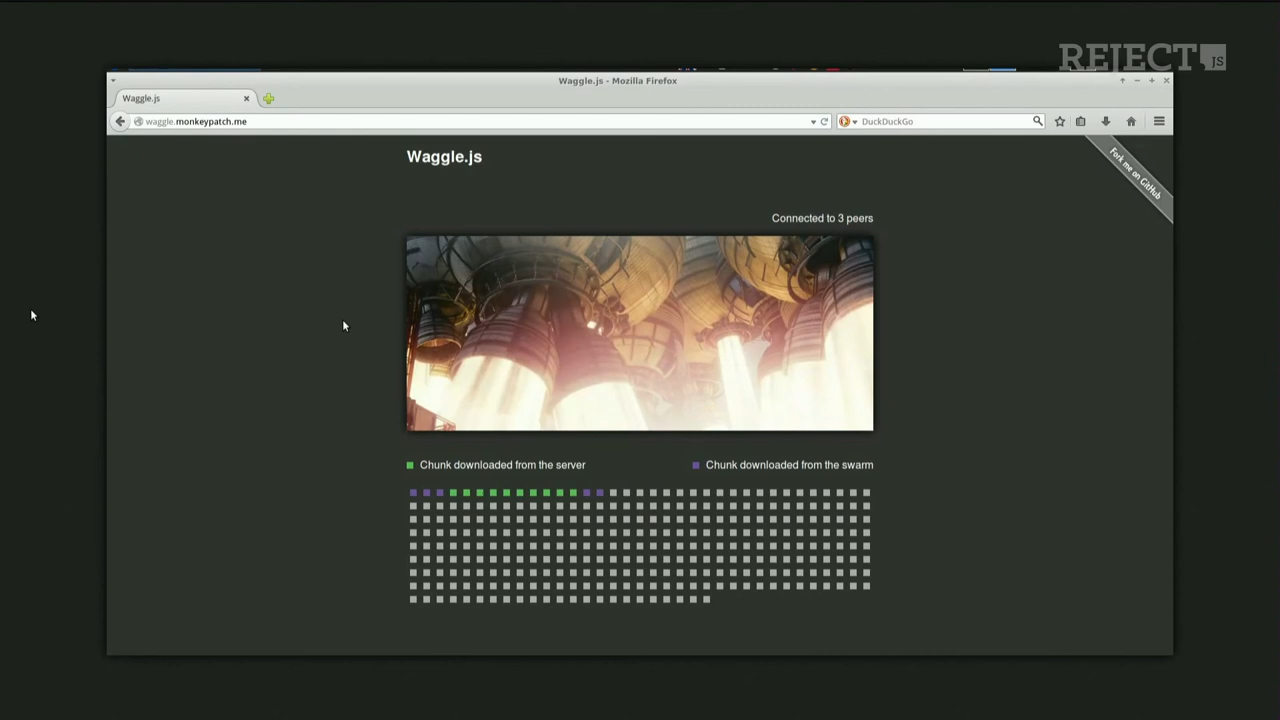 REJECT JS
Waggle.js - Mozilla Firefox
Waggle.js
waggle.monkeypatch.me
DuckDuckGo
Fork me on GitHub
Waggle.js
Connected to 3 peers
Chunk downloaded from the server
Chunk downloaded from the swarm